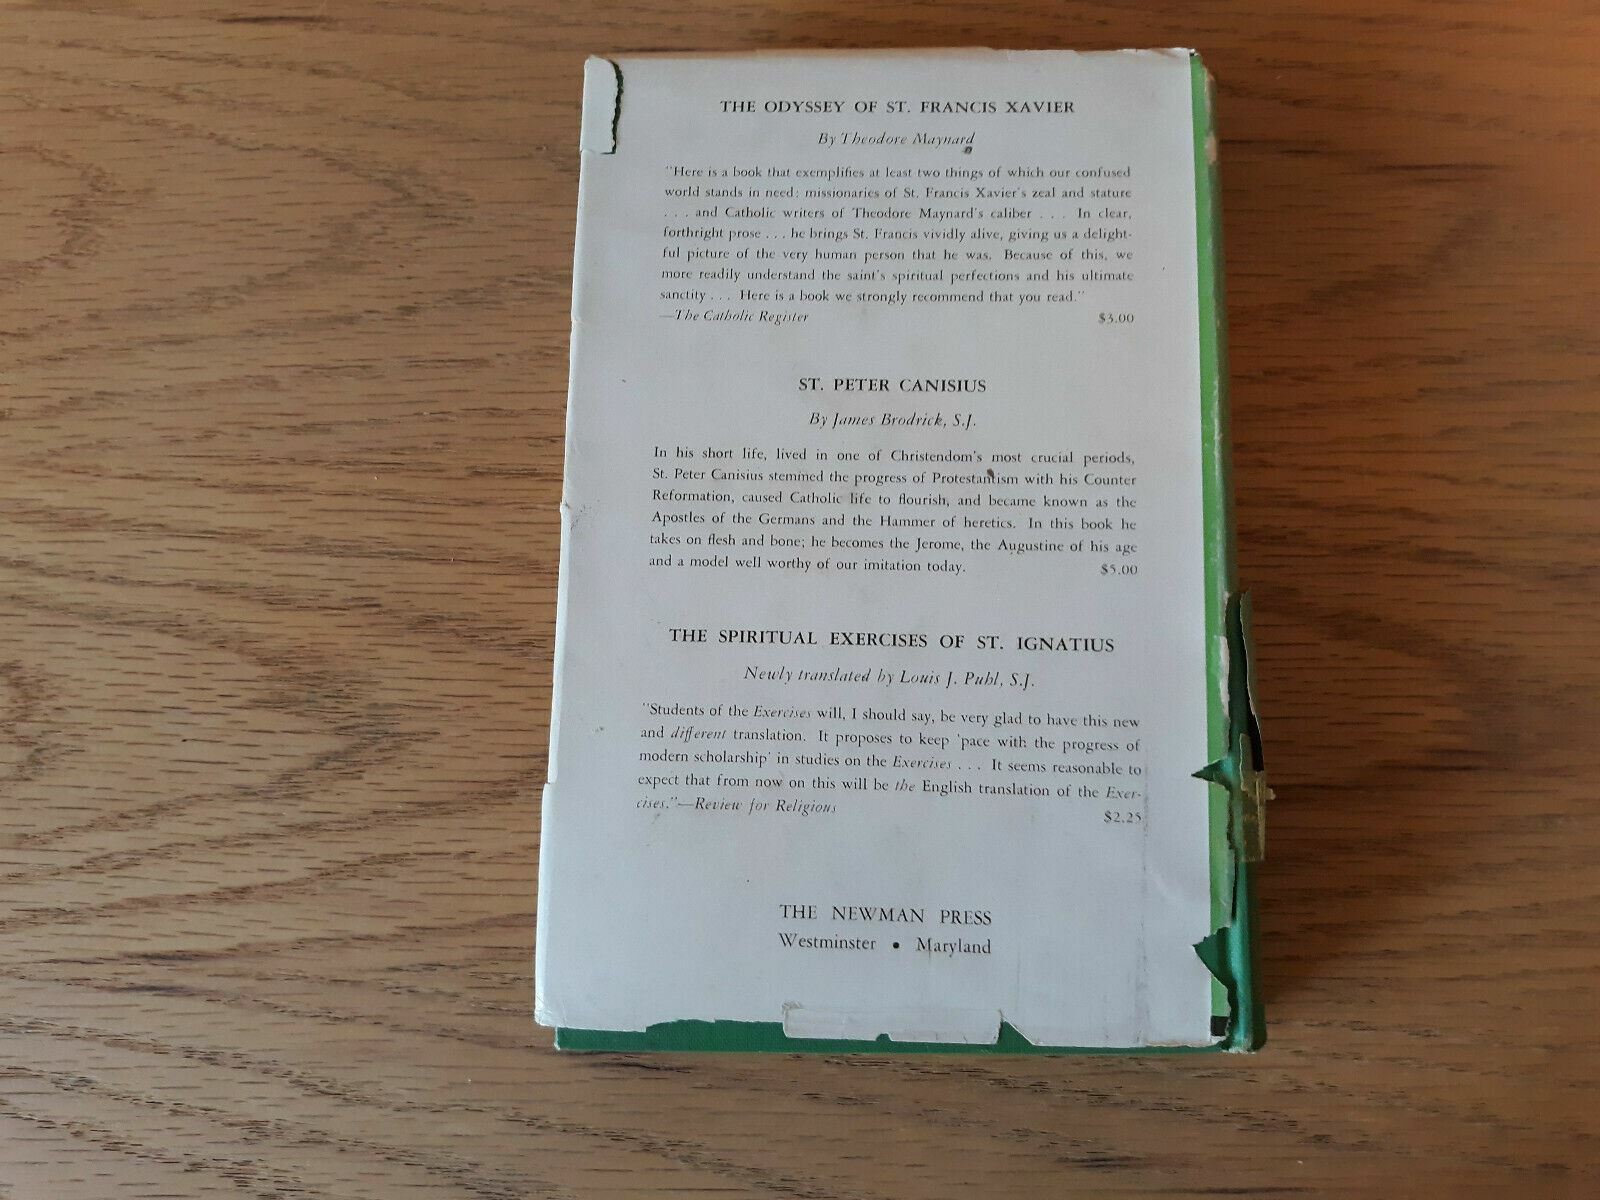 THE ODYSSEY OF ST. FRANCIS XAVIER
By Theodore Maynard
"Here is a book that exemplifies at least two things of which our confused
world stands in need: missionaries of St. Francis Xavier's zeal and stature
. . . and Catholic writers of Theodore Maynard's caliber . . . In clear,
forthright prose . . . he brings St. Francis vividly alive, giving us a delight-
ful picture of the very human person that he was. Because of this, we
more readily understand the saint's spiritual perfections and his ultimate
sanctity . . . Here is a book we strongly recommend that you read."
—The Catholic Register $3.00
ST. PETER CANISIUS
By James Brodrick, S.J.
In his short life, lived in one of Christendom's most crucial periods,
St. Peter Canisius stemmed the progress of Protestantism with his Counter
Reformation, caused Catholic life to flourish, and became known as the
Apostles of the Germans and the Hammer of heretics. In this book he
takes on flesh and bone; he becomes the Jerome, the Augustine of his age
and a model well worthy of our imitation today. $5.00
THE SPIRITUAL EXERCISES OF ST. IGNATIUS
Newly translated by Louis J. Puhl, S.J.
"Students of the Exercises will, I should say, be very glad to have this new
and different translation. It proposes to keep 'pace with the progress of
modern scholarship' in studies on the Exercises . . . It seems reasonable to
expect that from now on this will be the English translation of the Exer-
cises."—Review for Religious
$2.25
THE NEWMAN PRESS
Westminster • Maryland